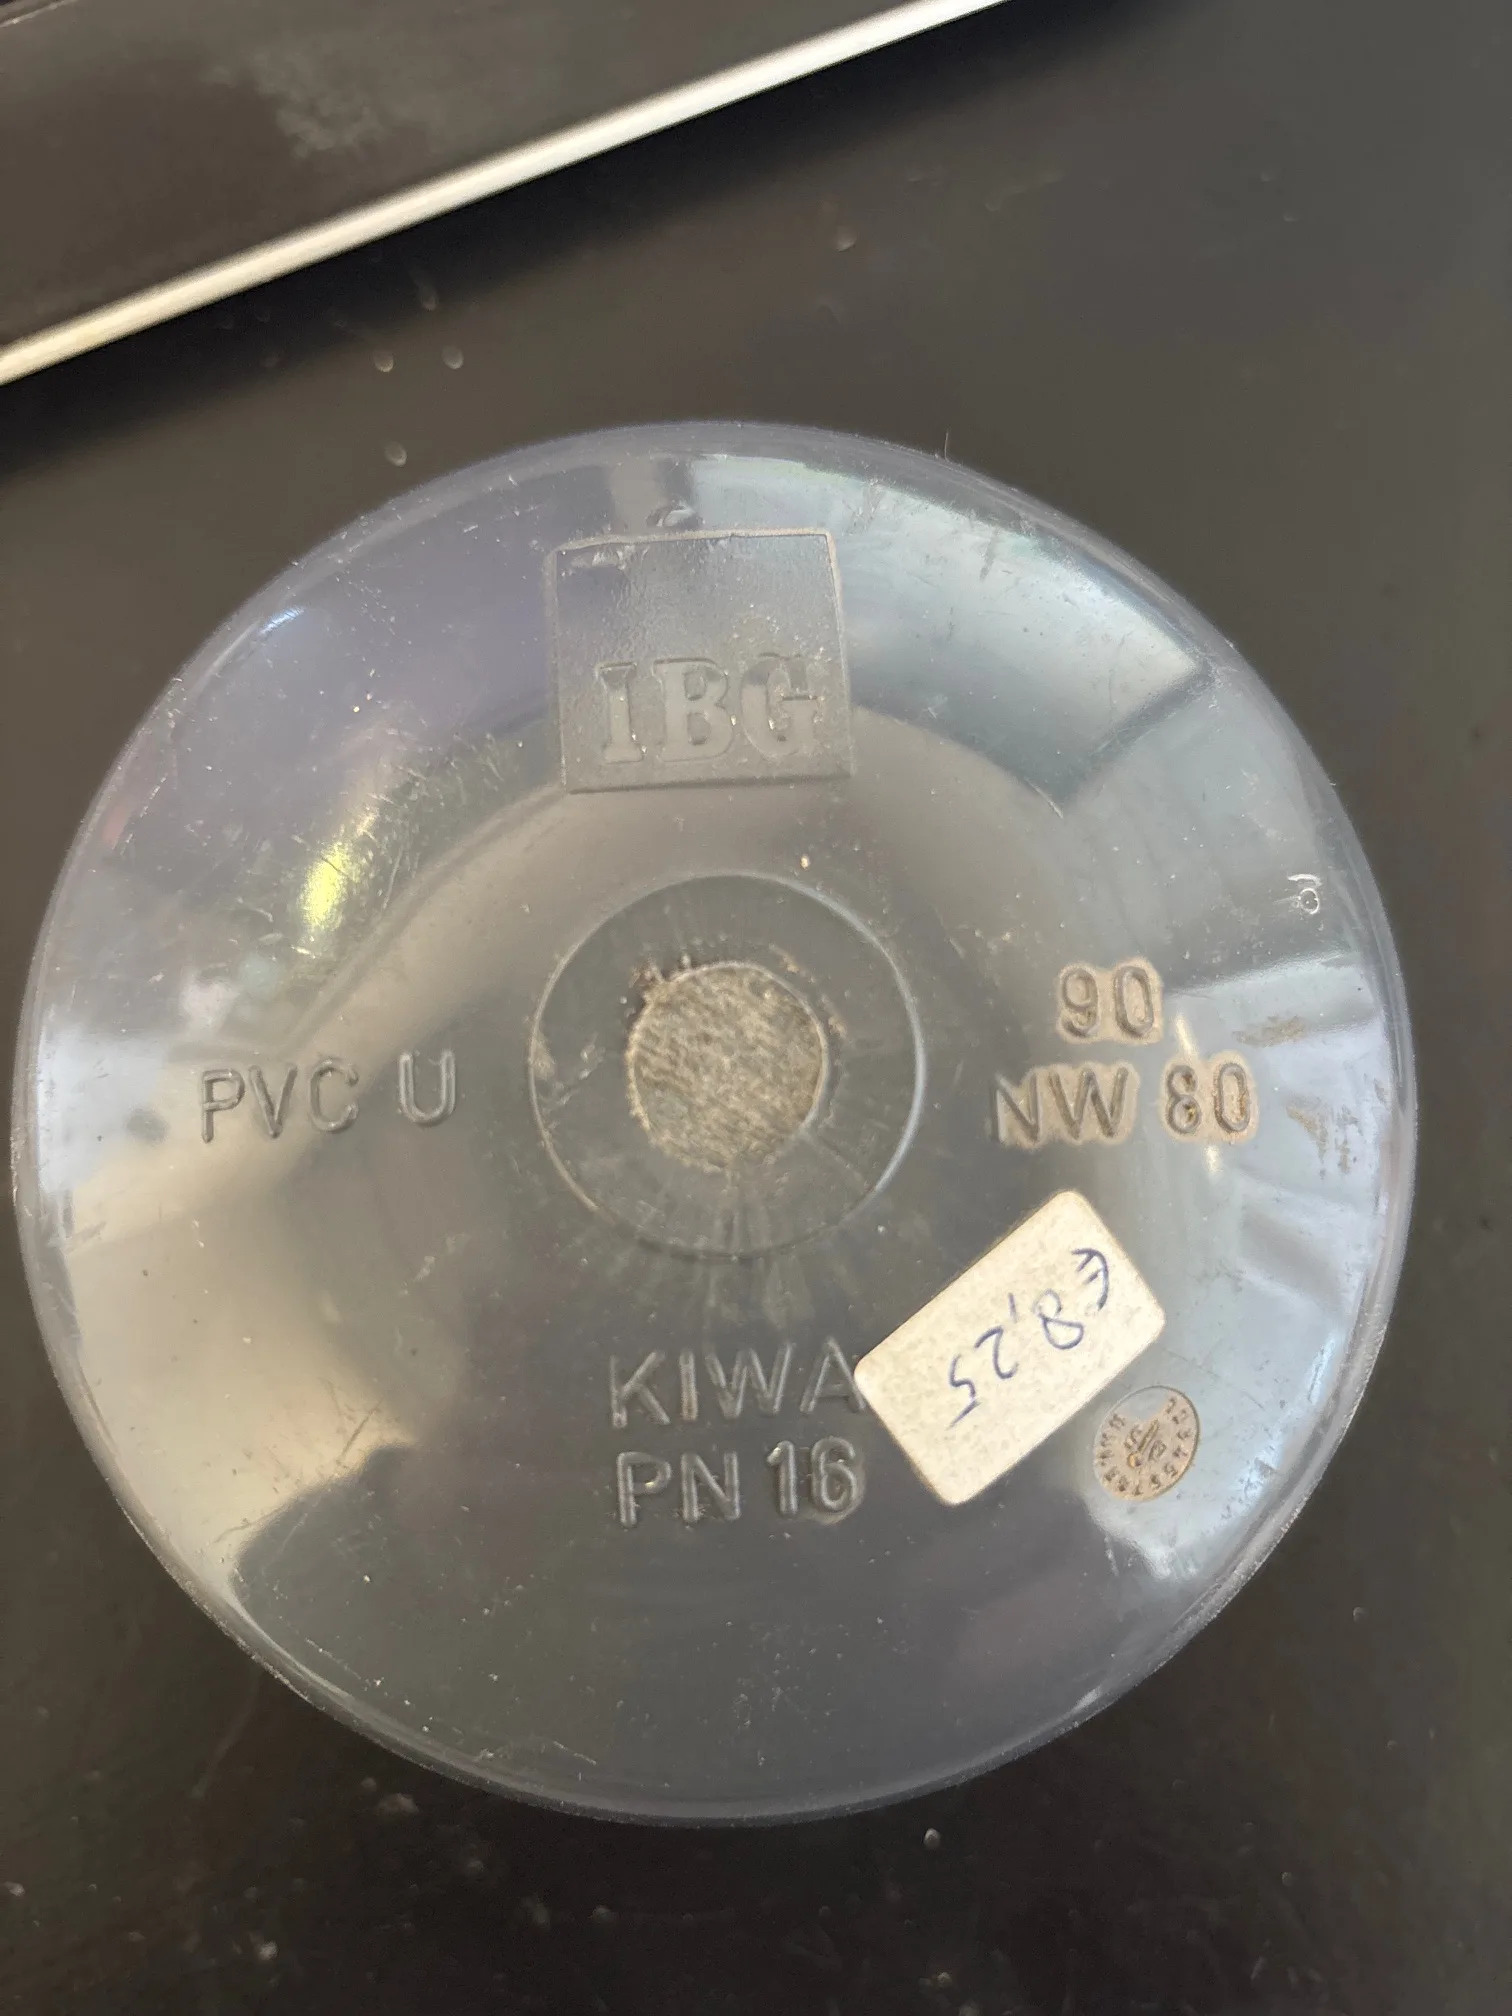 IBG
90
PVC U
NW 80
€8,25
KIWA
PN 16